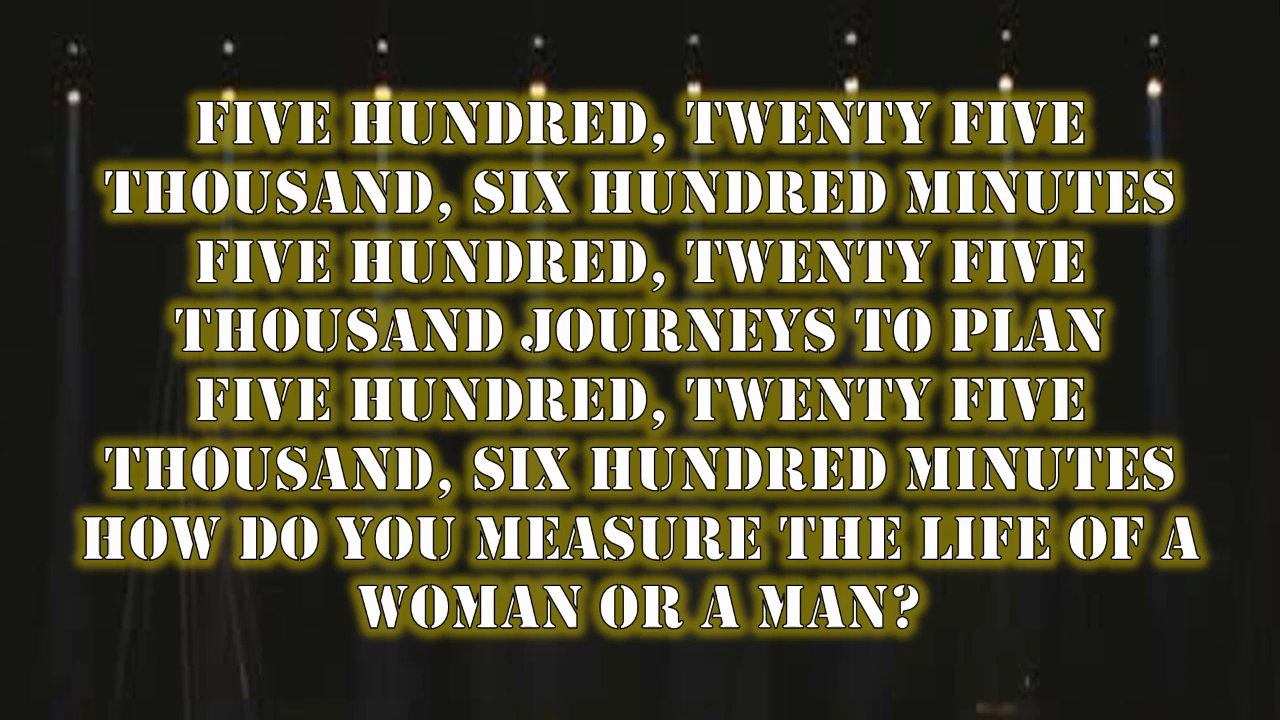 FIVE HUNDRED, TWENTY FIVE
THOUSAND, SIX HUNDRED MINUTES
FIVE HUNDRED, TWENTY FIVE
THOUSAND JOURNEYS TO PLAN
FIVE HUNDRED, TWENTY FIVE
THOUSAND, SIX HUNDRED MINUTES
HOW DO YOU MEASURE THE LIFE OF A
WOMAN OR A MAN?